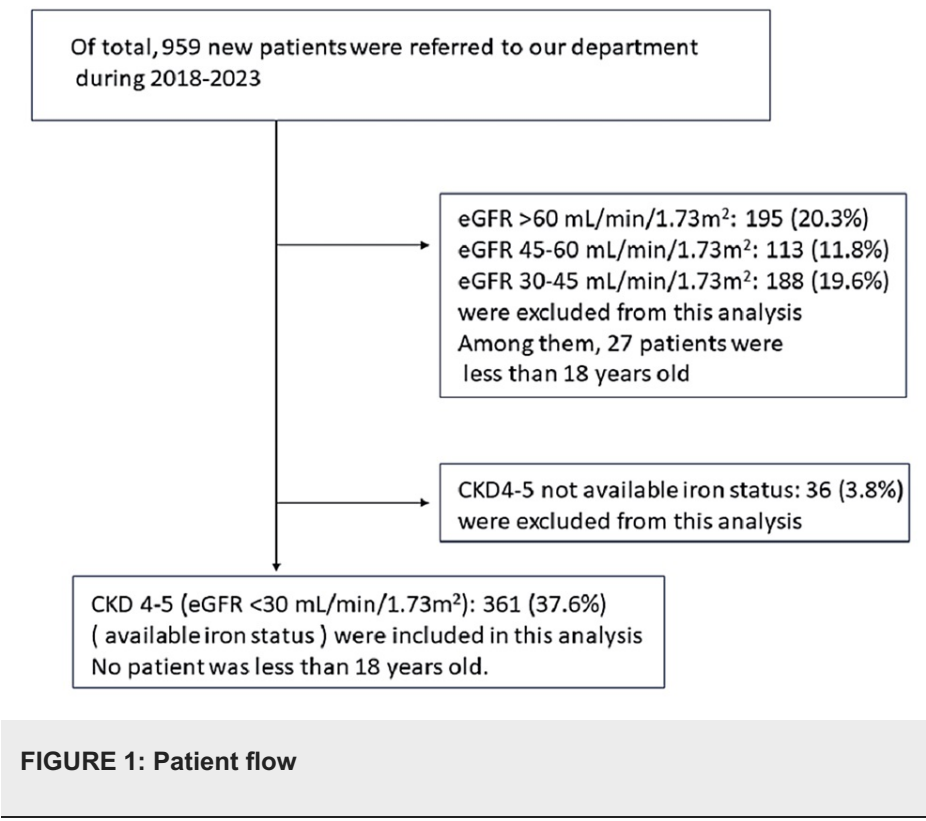 Of total, 959 new patients were referred to our department
during 2018-2023
eGFR >60 mL/min/1.73m²: 195 (20.3%)
eGFR 45-60 mL/min/1.73m²: 113 (11.8%)
eGFR 30-45 mL/min/1.73m²: 188 (19.6%)
were excluded from this analysis
Among them, 27 patients were
less than 18 years old
CKD4-5 not available iron status: 36 (3.8%)
were excluded from this analysis
CKD 4-5 (eGFR <30 mL/min/1.73m²): 361 (37.6%)
( available iron status ) were included in this analysis
No patient was less than 18 years old.
FIGURE 1: Patient flow